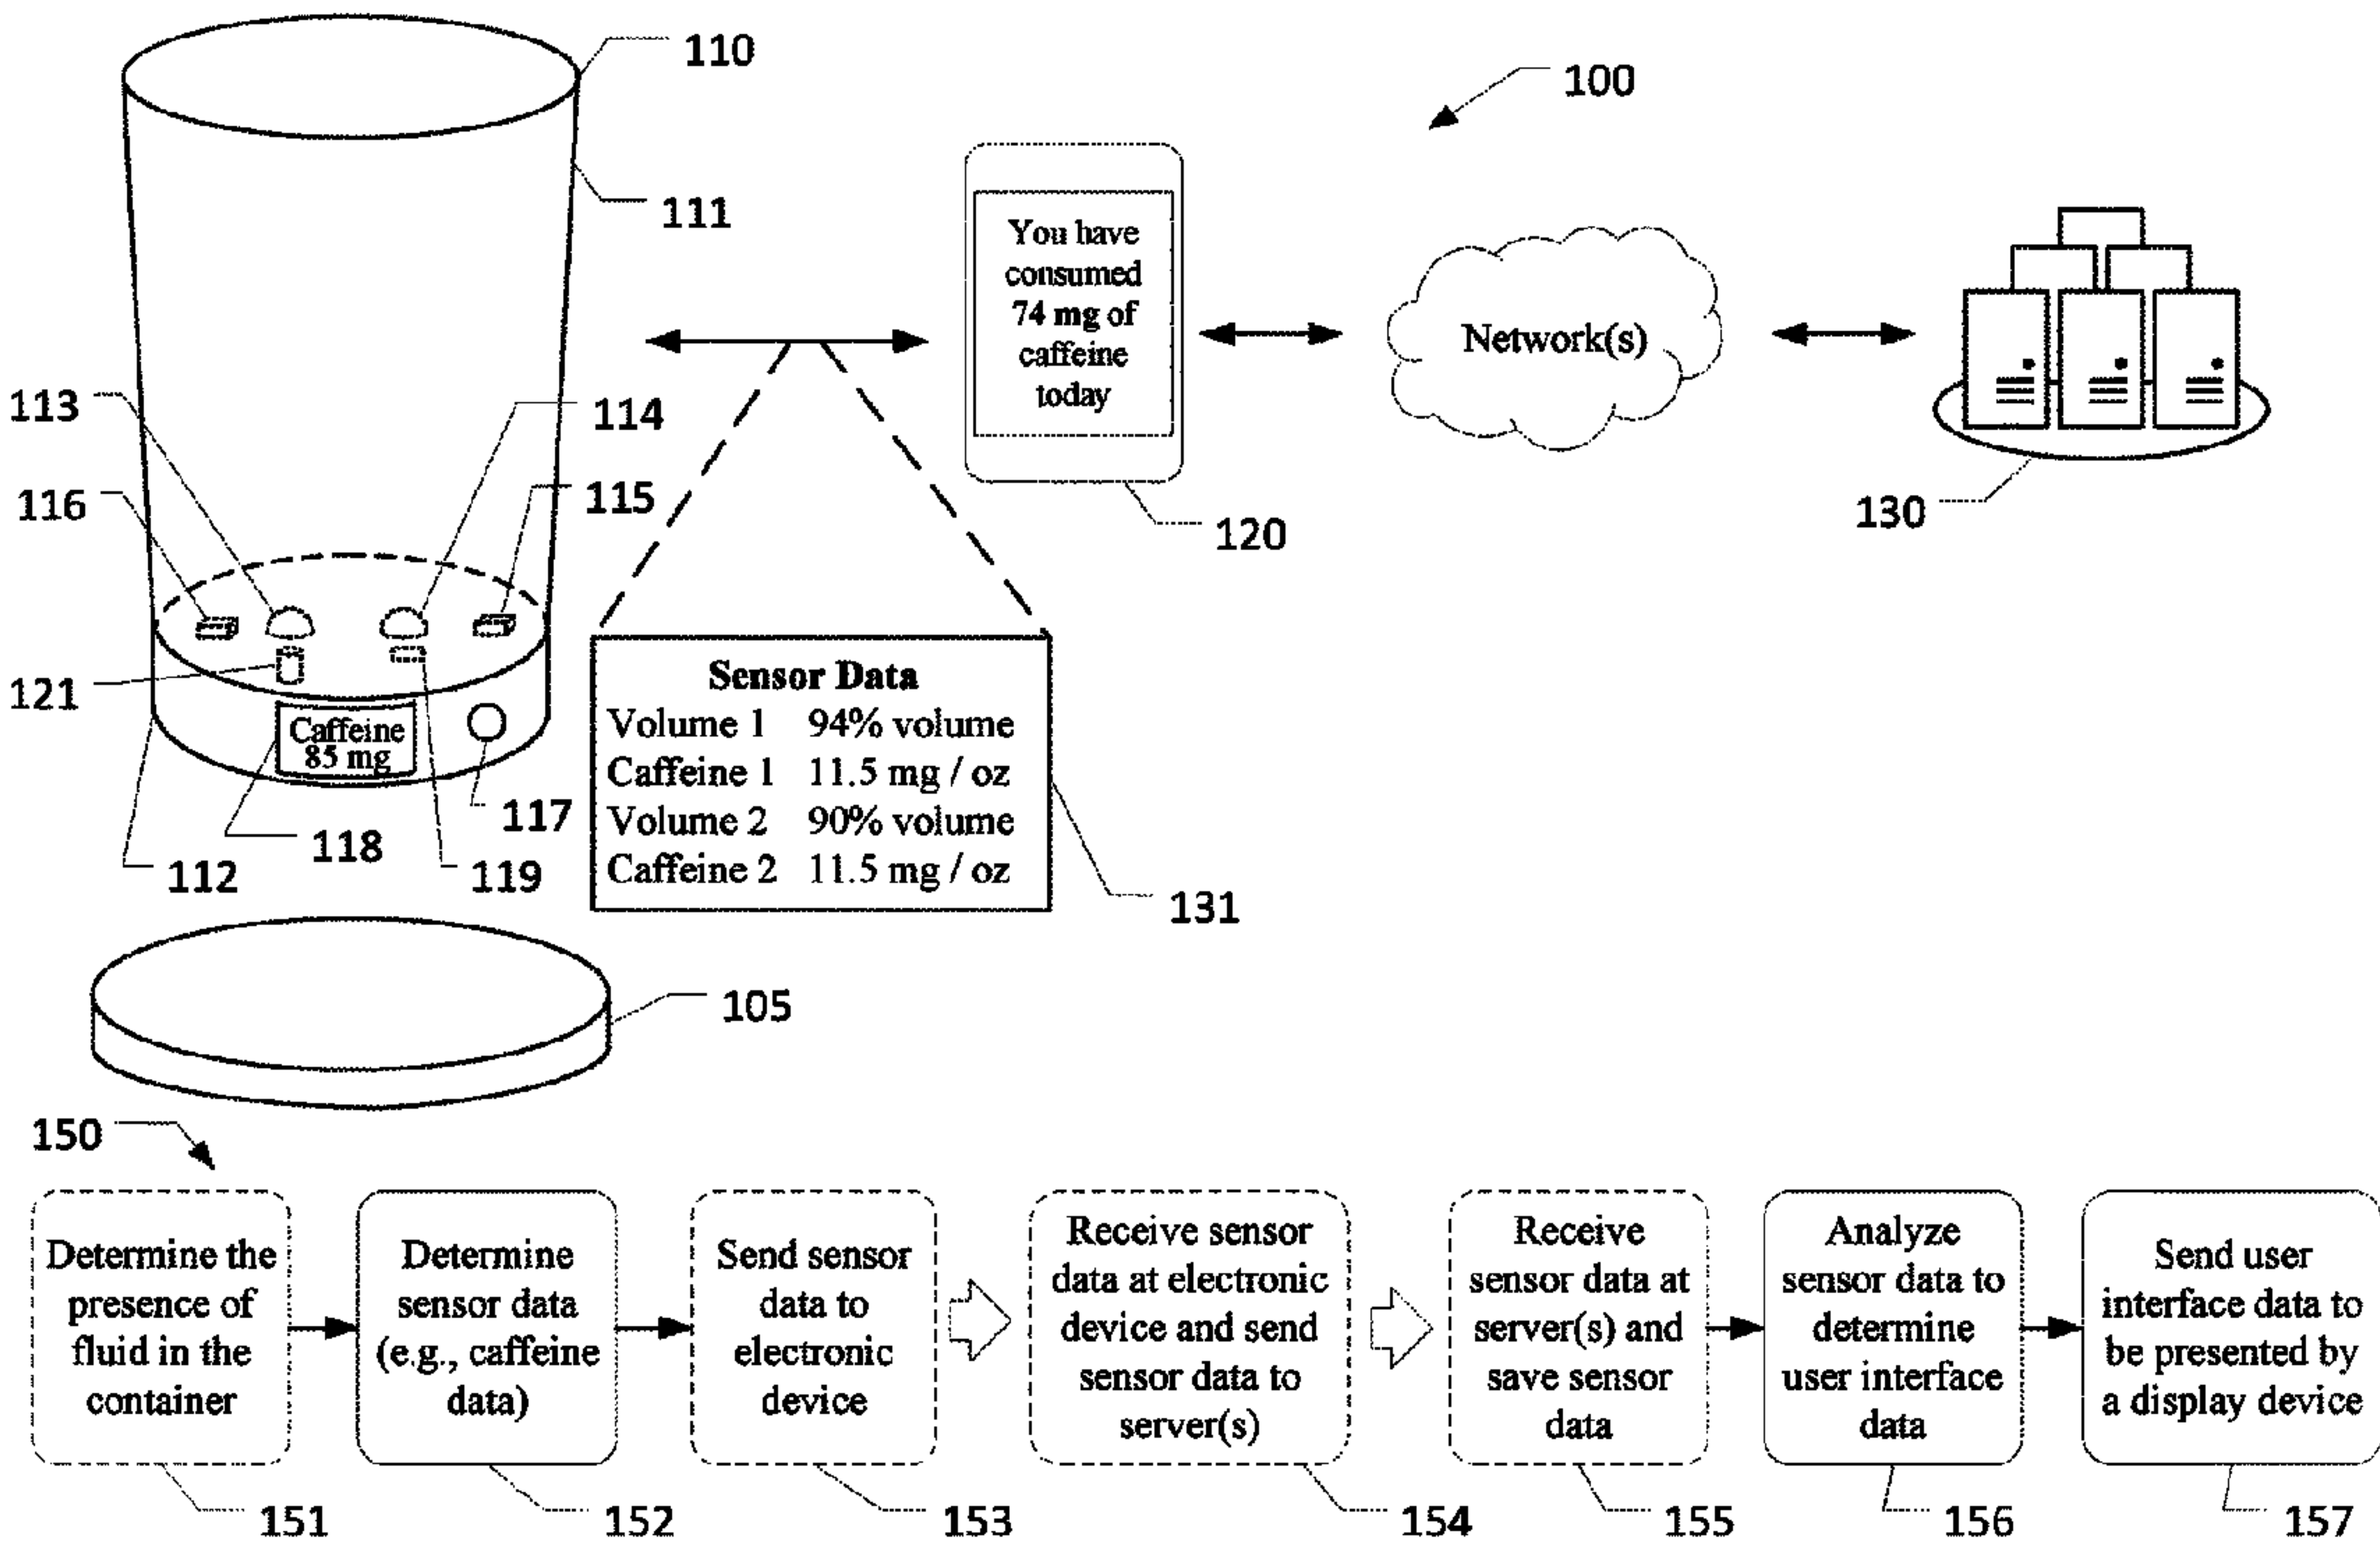 110
100
111
You have
consumed
74 mg of
caffeine
today
Network(s)
113
114
116
115
120
130
121
Caffeine
85 mg
Sensor Data
Volume 1 94% volume
Caffeine 1 11.5 mg / oz
Volume 2 90% volume
Caffeine 2 11.5 mg / oz
117
118
112
119
131
105
150
Determine the
presence of
fluid in the
container
Determine
sensor data
(e.g., caffeine
data)
Send sensor
data to
electronic
device
Receive sensor
data at electronic
device and send
sensor data to
server(s)
Receive
sensor data at
server(s) and
save sensor
data
Analyze
sensor data to
determine
user interface
data
Send user
interface data to
be presented by
a display device
151
152
153
154
155
156
157